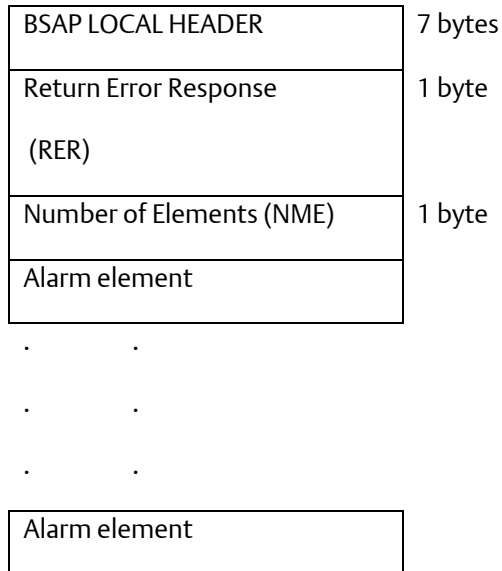 BSAP LOCAL HEADER 7 bytes
Return Error Response 1 byte
(RER)
Number of Elements (NME) 1 byte
Alarm element
. .
. .
. .
Alarm element